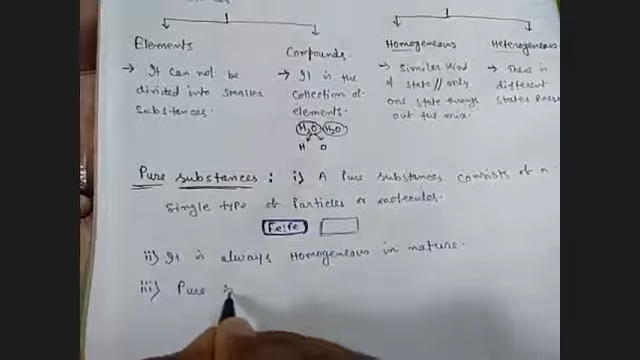 Elements
Compounds
Homogeneous
Heterogeneous
→ It can not be
divided into smaller
substances.
→ It is the
collection of
elements.
H₂O H₂O
H O
→ Similar kind
of state // only
one state through
out the mix.
→ There is
different
states Prese
Pure substances : i) A Pure substances consists of a
single type of Particles or molecules.
Fe Fe
ii) It is always Homogeneous in nature.
iii) Pure